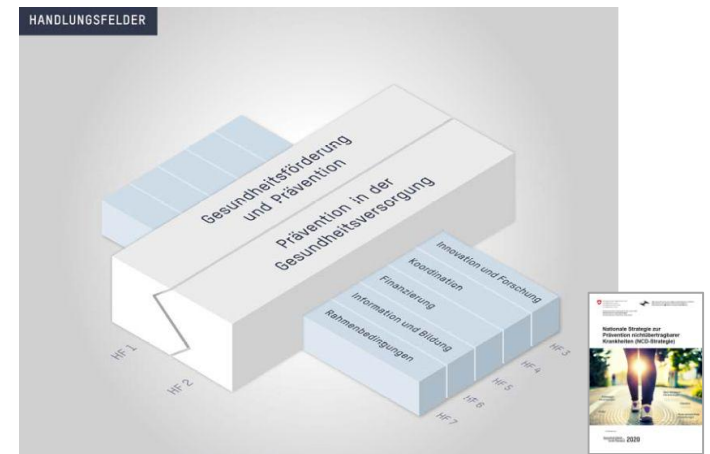 HANDLUNGSFELDER
Gesundheitsförderung
und Prävention
Prävention in der
Gesundheitsversorgung
Innovation und Forschung
Koordination
Finanzierung
Information und Bildung
Rahmenbedingungen
HF 1
HF 2
HF 3
HF 4
HF 5
HF 6
HF 7
Nationale Strategie zur
Prävention nichtübertragbarer
Krankheiten (NCD-Strategie)
2020